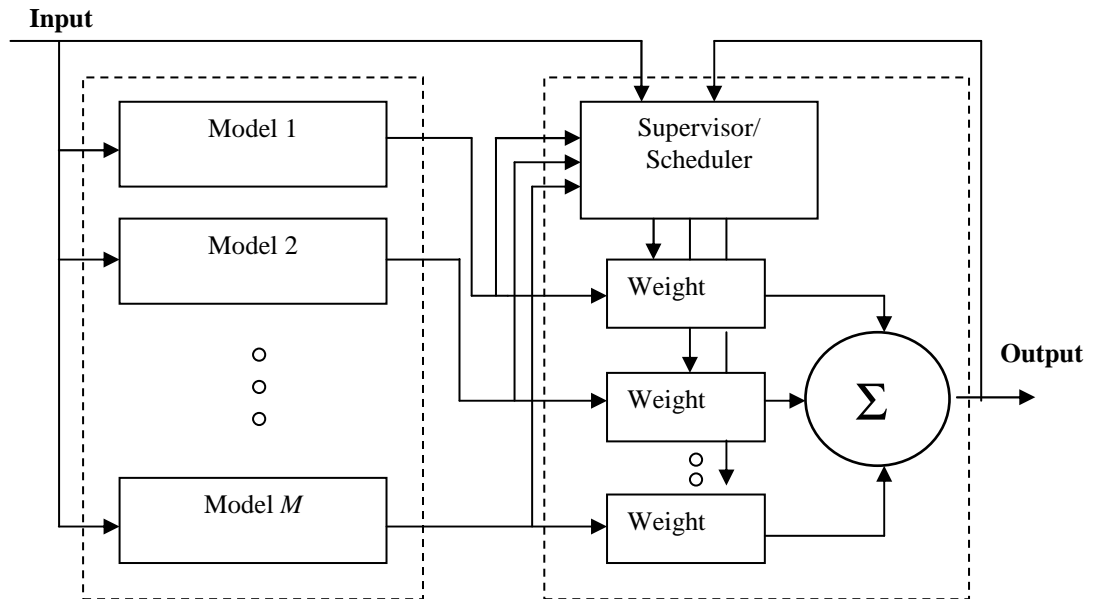 Input
Model 1
Supervisor/
Scheduler
Model 2
Weight
Output
Weight
Σ
Model M
Weight